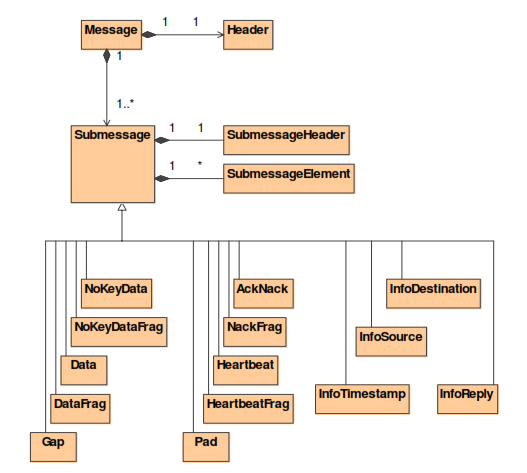 Message
1
1
Header
1
1..*
Submessage
1
1
SubmessageHeader
1
*
SubmessageElement
NoKeyData
AckNack
InfoDestination
NoKeyDataFrag
NackFrag
InfoSource
Data
Heartbeat
DataFrag
HeartbeatFrag
InfoTimestamp
InfoReply
Gap
Pad